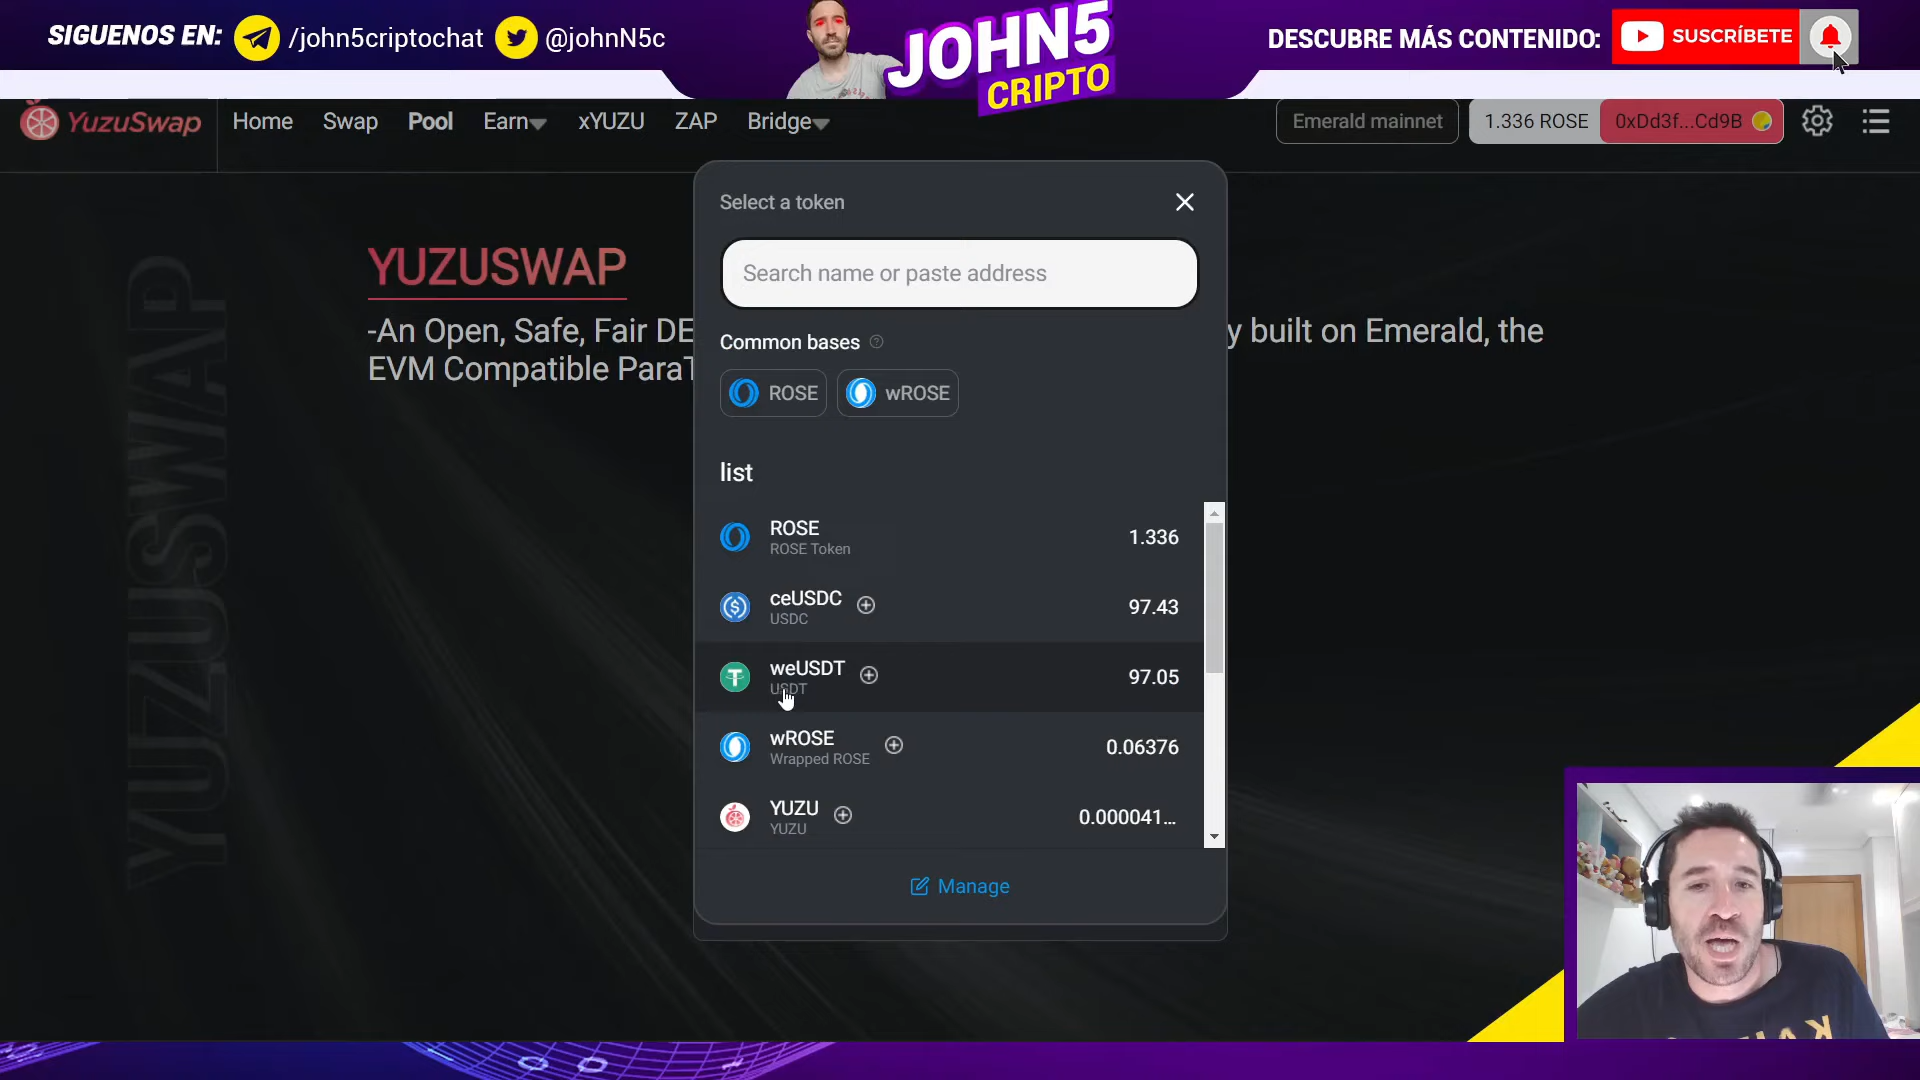 SIGUENOS EN: /john5criptochat @johnN5c
JOHN5
CRIPTO
DESCUBRE MÁS CONTENIDO: SUSCRÍBETE
YuzuSwap Home Swap Pool Earn xYUZU ZAP Bridge Emerald mainnet 1.336 ROSE 0xDd3f...Cd9B
YUZUSWAP
YUZUSWAP
-An Open, Safe, Fair DE
y built on Emerald, the
EVM Compatible ParaT
Select a token
Search name or paste address
Common bases
ROSE wROSE
list
ROSE 1.336
ROSE Token
ceUSDC 97.43
USDC
weUSDT 97.05
USDT
wROSE 0.06376
Wrapped ROSE
YUZU 0.000041...
YUZU
Manage